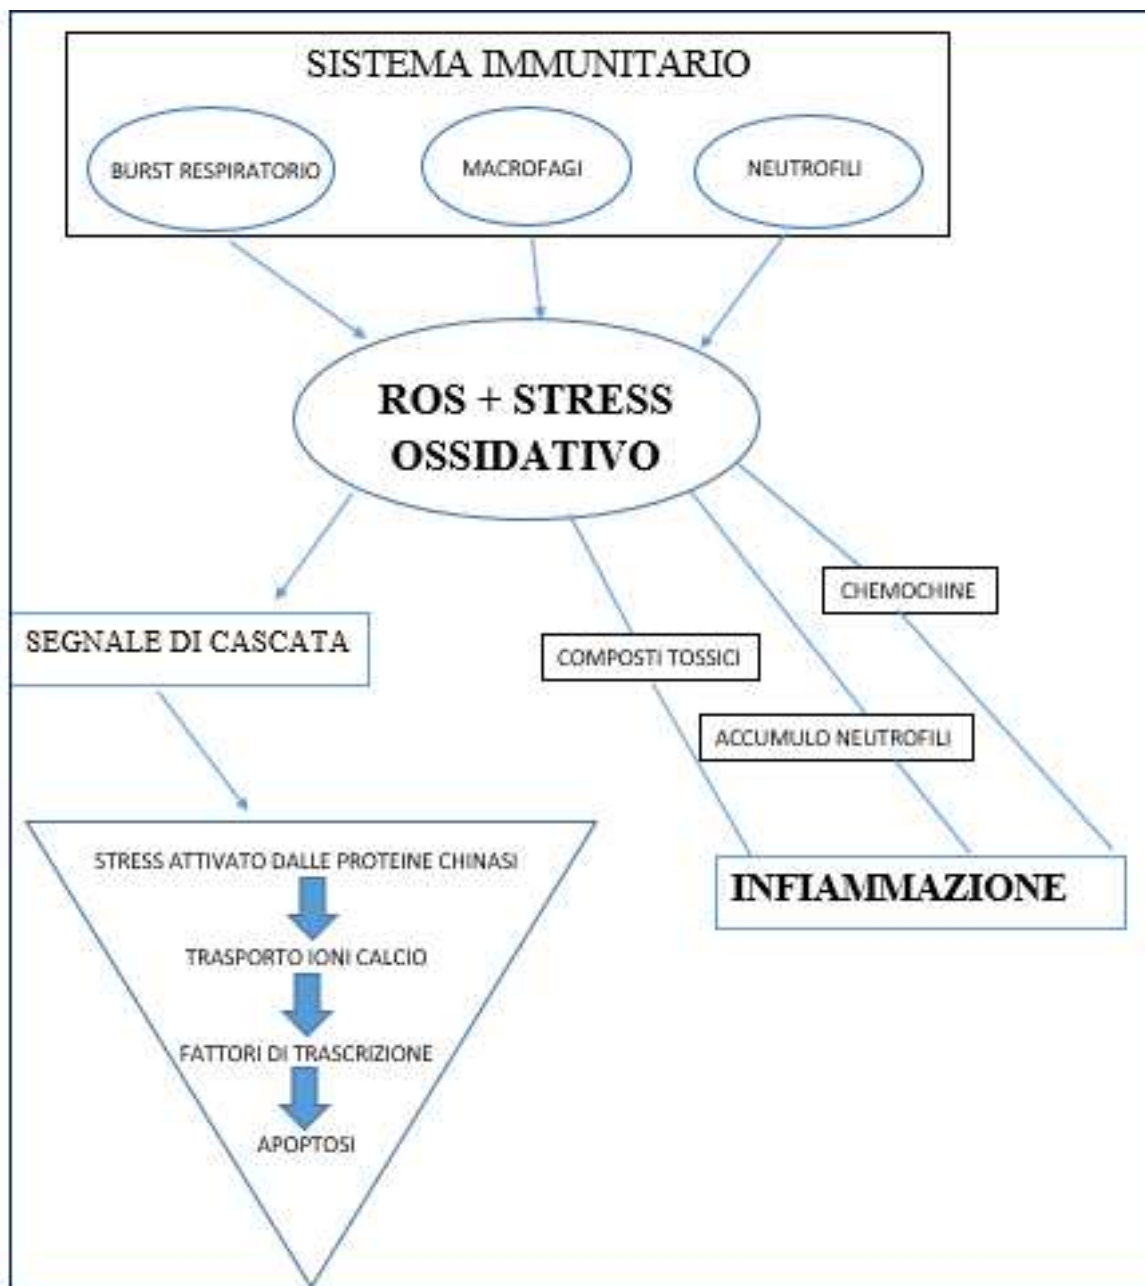 SISTEMA IMMUNITARIO
BURST RESPIRATORIO
MACROFAGI
NEUTROFILI
ROS + STRESS
OSSIDATIVO
CHEMOCHINE
SEGNALE DI CASCATA
COMPOSTI TOSSICI
ACCUMULO NEUTROFILI
STRESS ATTIVATO DALLE PROTEINE CHINASI
INFIAMMAZIONE
TRASPORTO IONI CALCIO
FATTORI DI TRASCRIZIONE
APOPTOSI